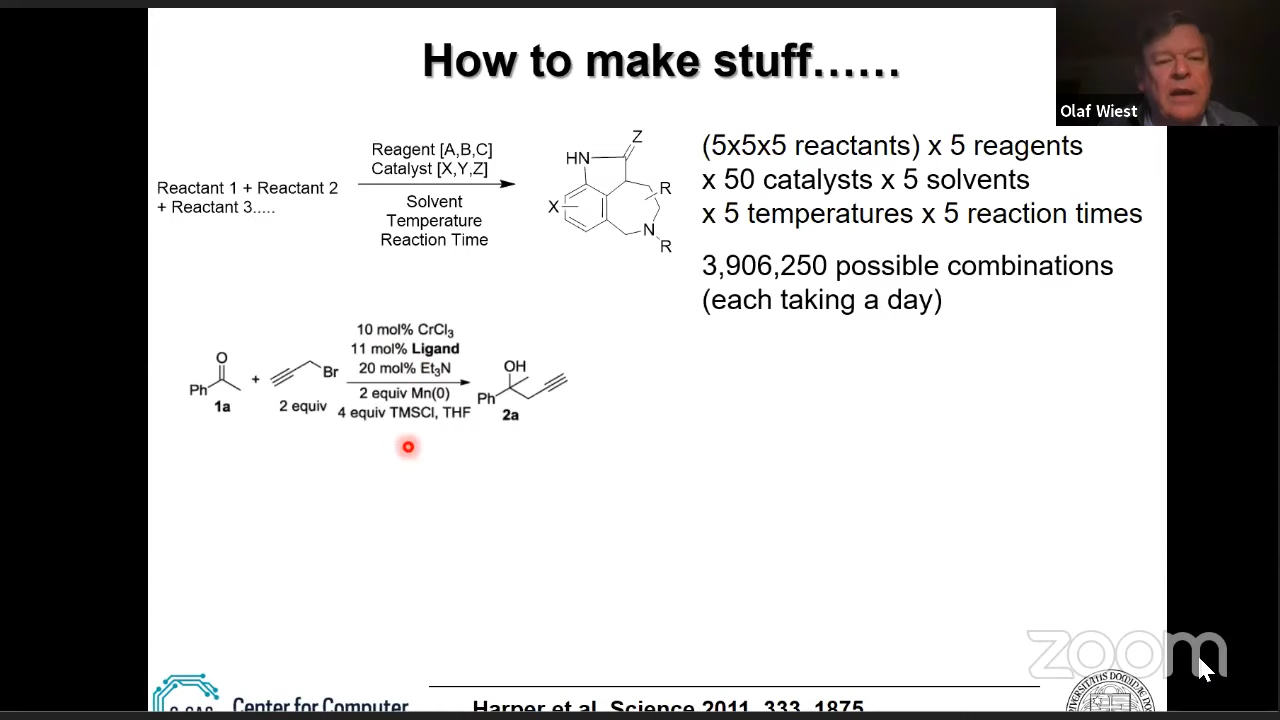 How to make stuff……
Olaf Wiest
Reagent [A,B,C]
Catalyst [X,Y,Z]
Reactant 1 + Reactant 2
+ Reactant 3.....
Solvent
Temperature
Reaction Time
Z
HN
R
X
N
R
(5x5x5 reactants) x 5 reagents
x 50 catalysts x 5 solvents
x 5 temperatures x 5 reaction times
3,906,250 possible combinations
(each taking a day)
10 mol% CrCl3
11 mol% Ligand
20 mol% Et3N
2 equiv Mn(0)
4 equiv TMSCl, THF
O
Ph
1a
+
Br
2 equiv
OH
Ph
2a
zoom
Center for Computer
Harper et al. Science 2011, 333, 1875